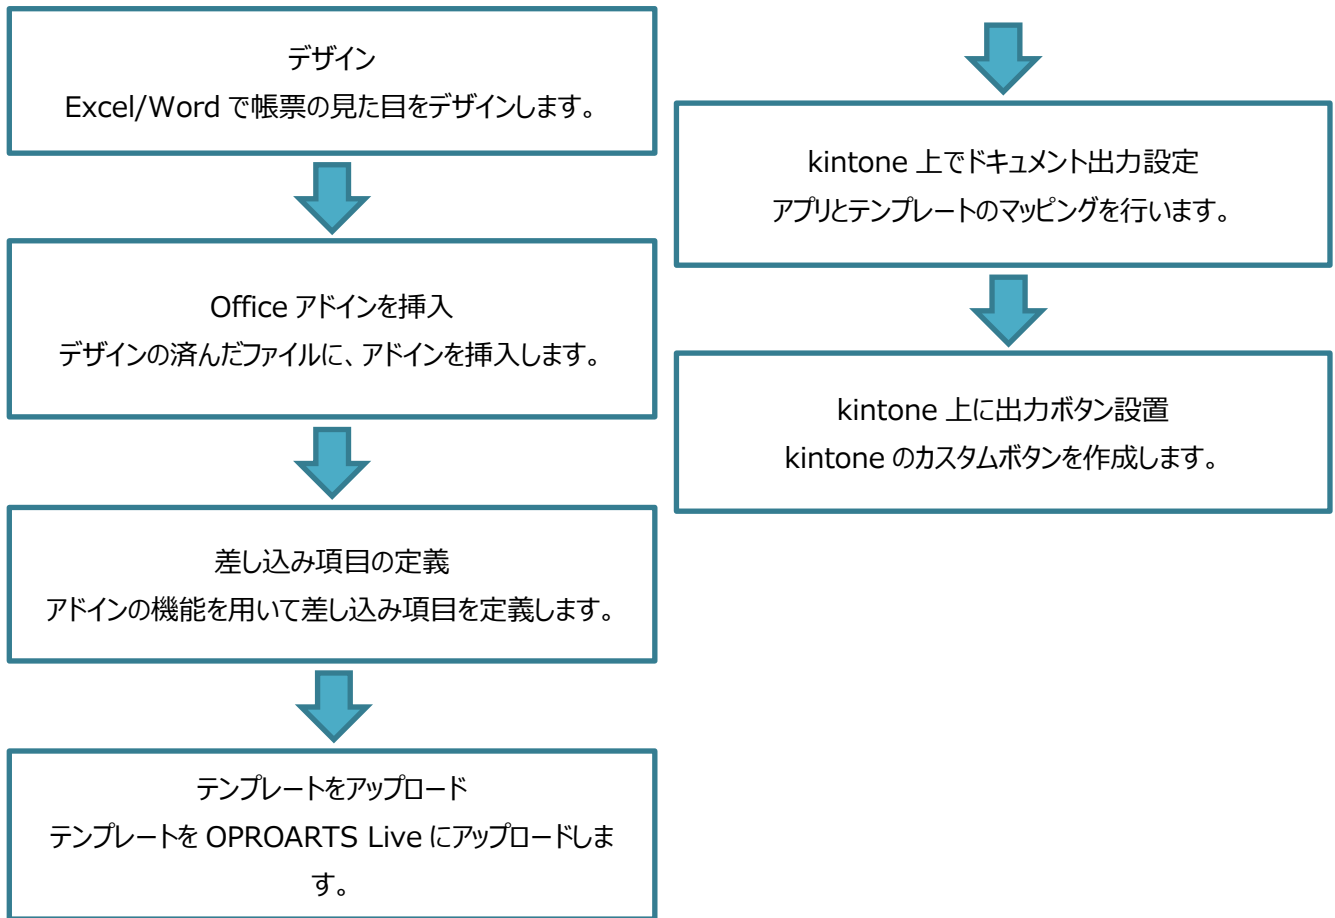 デザイン
Excel/Word で帳票の見た目をデザインします。
Office アドインを挿入
デザインの済んだファイルに、アドインを挿入します。
差し込み項目の定義
アドインの機能を用いて差し込み項目を定義します。
テンプレートをアップロード
テンプレートを OPROARTS Live にアップロードしま
す。
kintone 上でドキュメント出力設定
アプリとテンプレートのマッピングを行います。
kintone 上に出力ボタン設置
kintone のカスタムボタンを作成します。